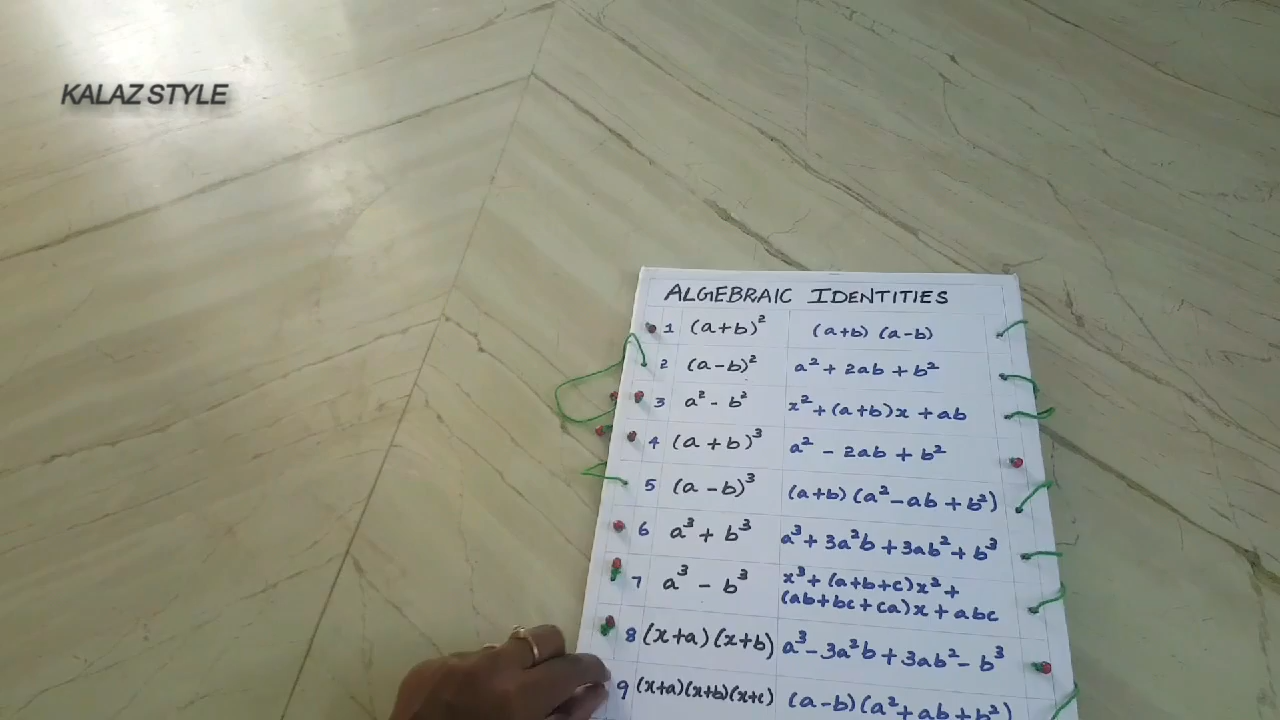 KALAZ STYLE
ALGEBRAIC IDENTITIES
1 (a+b)² (a+b) (a-b)
2 (a-b)² a² + 2ab + b²
3 a² - b² x² + (a+b)x + ab
4 (a + b)³ a² - 2ab + b²
5 (a - b)³ (a+b) (a² - ab + b²)
6 a³ + b³ a³ + 3a²b + 3ab² + b³
7 a³ - b³ x³ + (a+b+c)x² +
(ab+bc+ca)x + abc
8 (x+a) (x+b) a³ - 3a²b + 3ab² - b³
9 (x+a)(x+b)(x+c) (a-b) (a² + ab + b²)